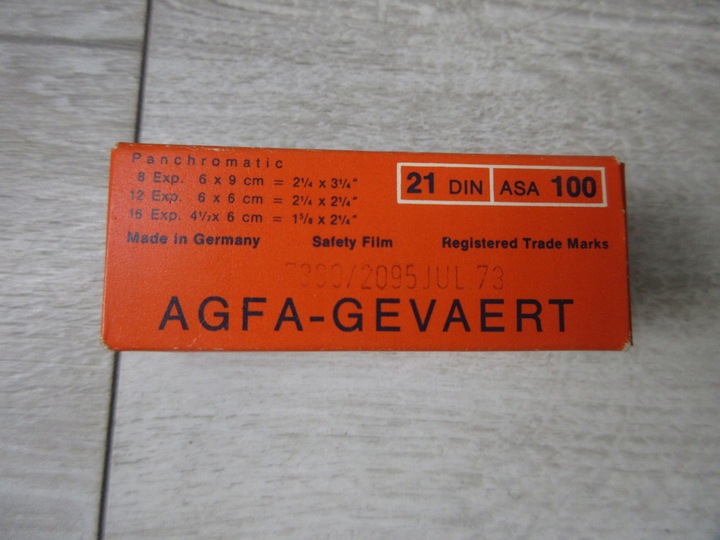 Panchromatic
8 Exp. 6 x 9 cm = 2¼ x 3¼"
12 Exp. 6 x 6 cm = 2¼ x 2¼"
16 Exp. 4½x 6 cm = 1⅝ x 2¼"
21 DIN ASA 100
Made in Germany Safety Film Registered Trade Marks
JUL 73
AGFA-GEVAERT